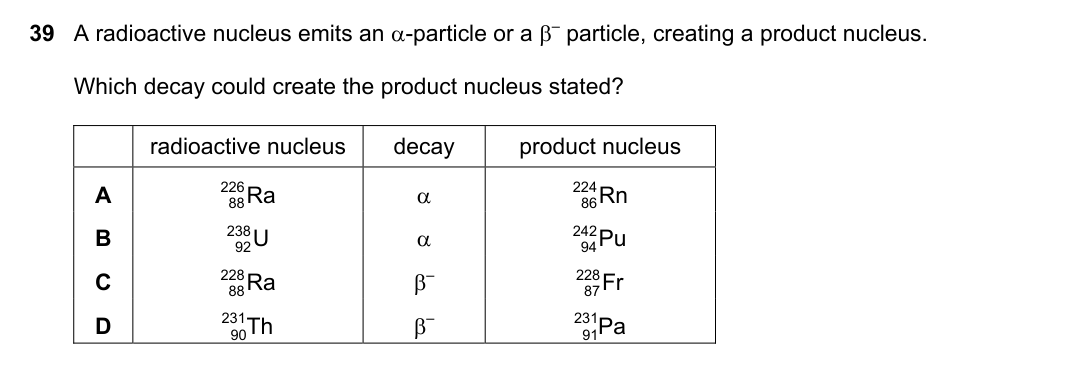 39 A radioactive nucleus emits an α-particle or a β⁻ particle, creating a product nucleus.
Which decay could create the product nucleus stated?
radioactive nucleus decay product nucleus
A ²²⁶₈₈Ra α ²²⁴₈₆Rn
B ²³⁸₉₂U α ²⁴²₉₄Pu
C ²²⁸₈₈Ra β⁻ ²²⁸₈₇Fr
D ²³¹₉₀Th β⁻ ²³¹₉₁Pa